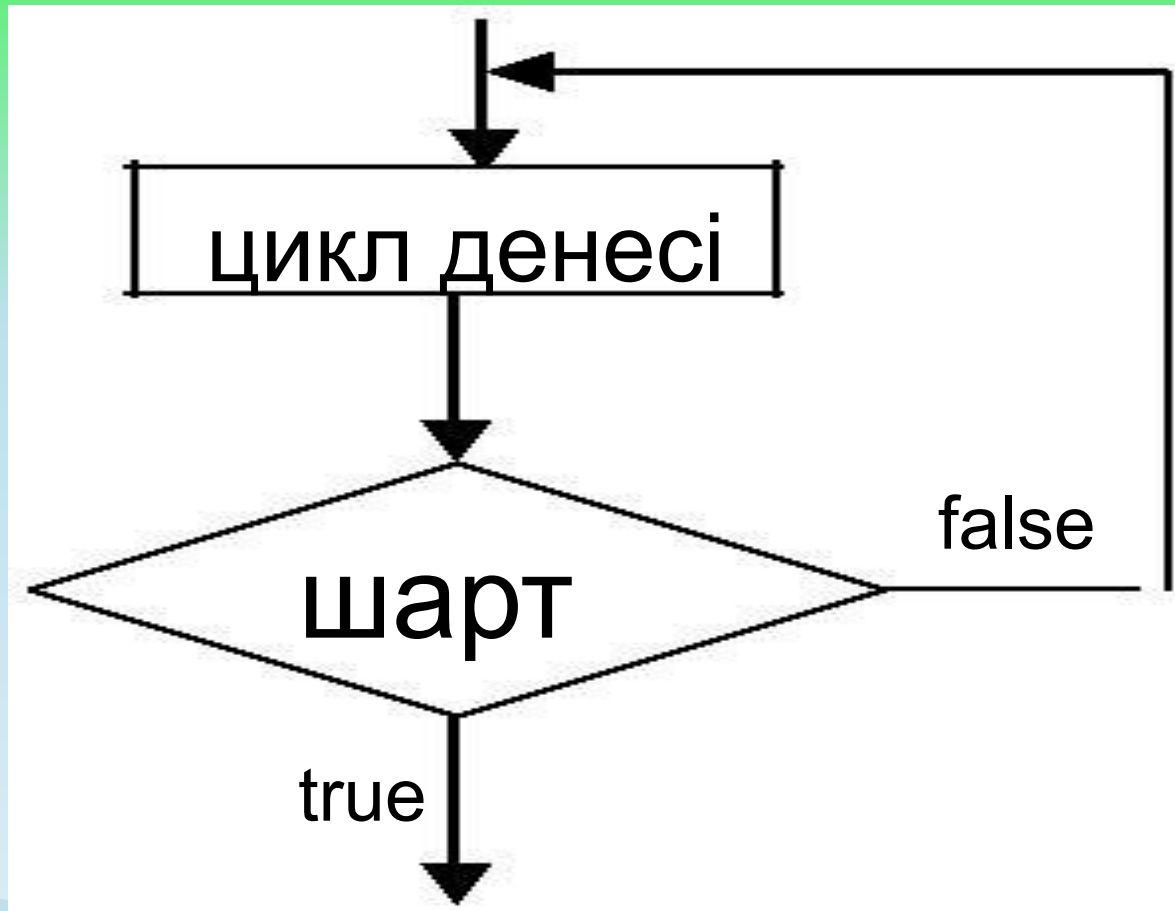 цикл денесі
шарт
false
true